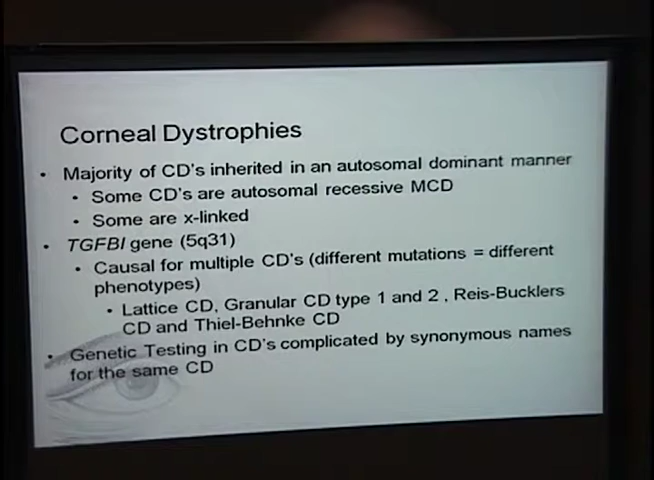 Corneal Dystrophies
• Majority of CD's inherited in an autosomal dominant manner
• Some CD's are autosomal recessive MCD
• Some are x-linked
• TGFBI gene (5q31)
• Causal for multiple CD's (different mutations = different
phenotypes)
• Lattice CD, Granular CD type 1 and 2 , Reis-Bucklers
CD and Thiel-Behnke CD
• Genetic Testing in CD's complicated by synonymous names
for the same CD